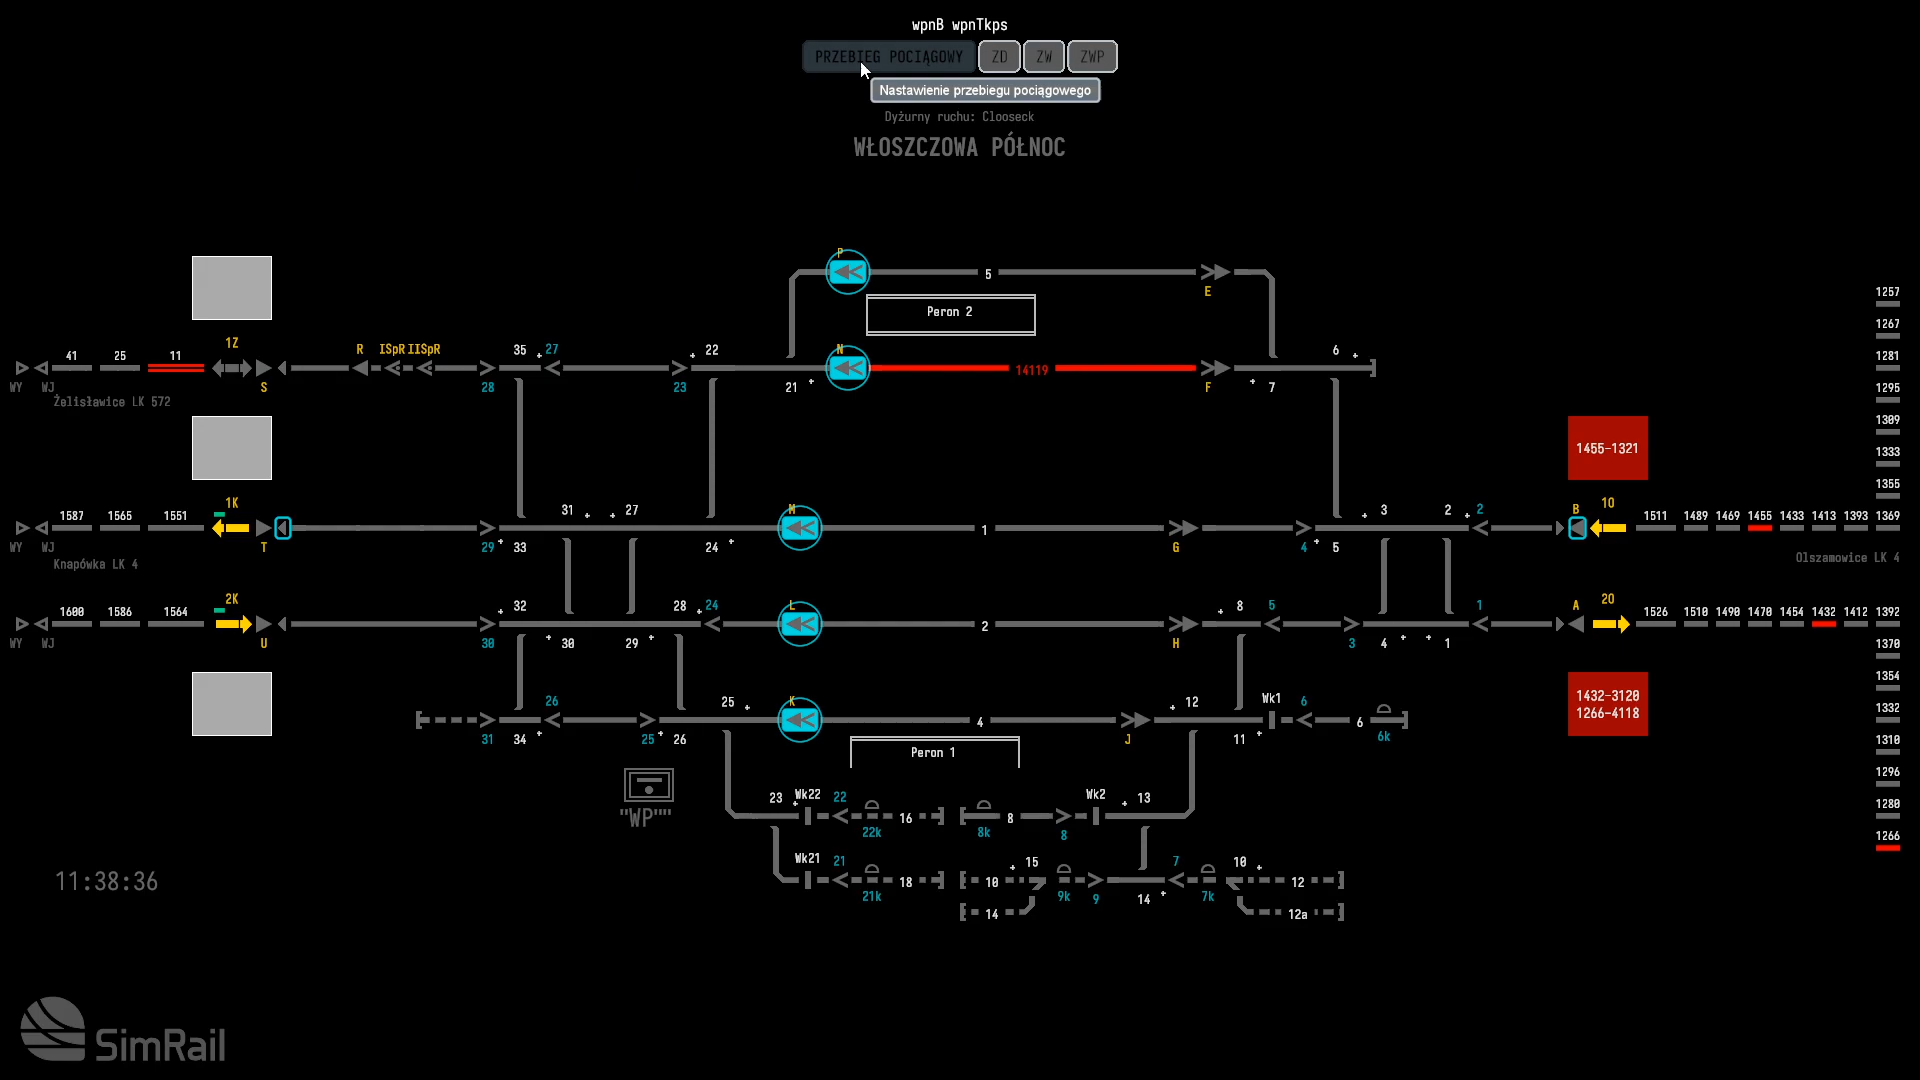 wpnB wpnTkps
PRZEBIEG POCIĄGOWY ZD ZW ZWP
Nastawienie przebiegu pociągowego
Dyżurny ruchu: Clooseck
WŁOSZCZOWA PÓŁNOC
P
5
E
Peron 2
1257
1267
1281
1295
1309
1333
1355
41 25 11 1Z R ISpR IISpR 35 + 27 + 22 N 6 +
WY WJ S 28 23 21 + 14119 F + 7
Żelisławice LK 572
1455-1321
1587 1565 1551 1K 31 + + 27 M 1 + 3 2 + 2 B 1O 1511 1489 1469 1455 1433 1413 1393 1369
WY WJ T 29 + 33 24 + G 4 + 5
Knapówka LK 4
Olszamowice LK 4
1600 1586 1564 2K + 32 28 + 24 L 2 + 8 5 1 A 2O 1526 1510 1490 1470 1454 1432 1412 1392
WY WJ U 30 + 30 29 + H 3 4 + + 1
1370
1354
1332
1310
1296
1280
1266
1432-3120
1266-4118
26 25 + K 4 + 12 Wk1 6 6
31 34 + 25 + 26 J 11 + 6k
Peron 1
"WP""
23 + Wk22 22 16 8 Wk2 + 13
22k 8k 8
Wk21 21 18 10 + 15 7 10 + 12
21k 14 9k 9 14 + 7k 12a
11:38:36
SimRail